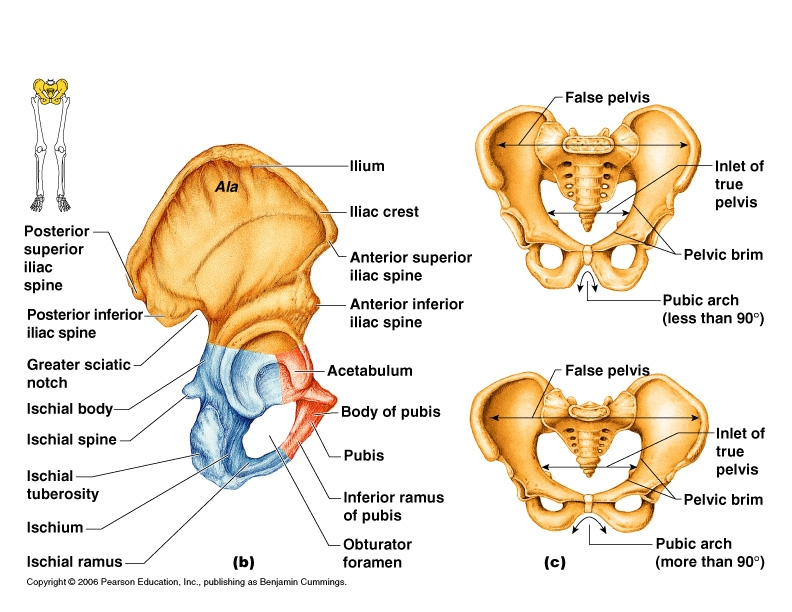 Ala
Ilium
Iliac crest
Anterior superior
iliac spine
Anterior inferior
iliac spine
Acetabulum
Body of pubis
Pubis
Inferior ramus
of pubis
Obturator
foramen
Posterior
superior
iliac
spine
Posterior inferior
iliac spine
Greater sciatic
notch
Ischial body
Ischial spine
Ischial
tuberosity
Ischium
Ischial ramus
(b)
False pelvis
Inlet of
true
pelvis
Pelvic brim
Pubic arch
(less than 90°)
False pelvis
Inlet of
true
pelvis
Pelvic brim
Pubic arch
(more than 90°)
(c)
Copyright © 2006 Pearson Education, Inc., publishing as Benjamin Cummings.